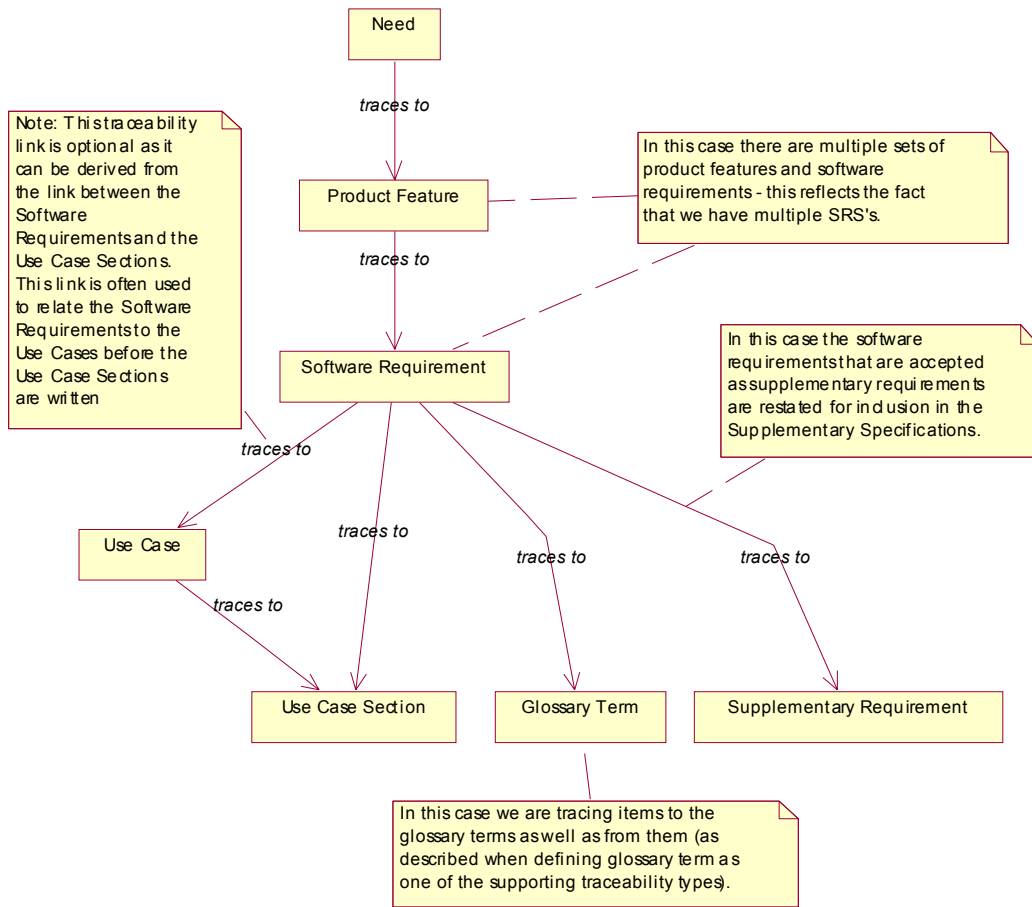 Need
traces to
Note: This traceability
link is optional as it
can be derived from
the link between the
Software
Requirements and the
Use Case Sections.
This link is often used
to relate the Software
Requirements to the
Use Cases before the
Use Case Sections
are written
In this case there are multiple sets of
product features and software
requirements - this reflects the fact
that we have multiple SRS's.
Product Feature
traces to
Software Requirement
In this case the software
requirements that are accepted
as supplementary requirements
are restated for inclusion in the
Supplementary Specifications.
traces to
traces to
traces to
traces to
Use Case
traces to
Use Case Section
Glossary Term
Supplementary Requirement
In this case we are tracing items to the
glossary terms as well as from them (as
described when defining glossary term as
one of the supporting traceability types).